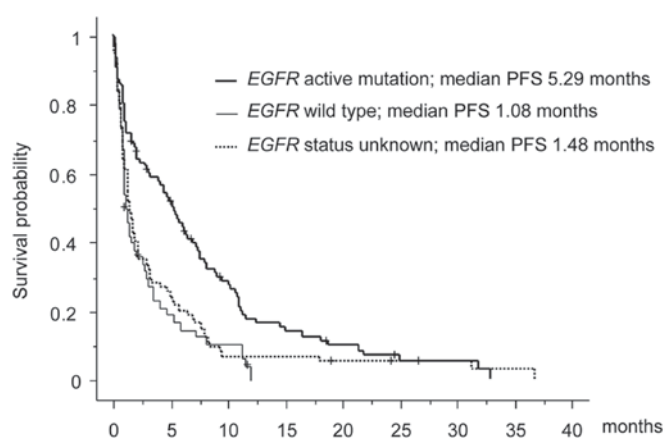 1
EGFR active mutation; median PFS 5.29 months
0.8
EGFR wild type; median PFS 1.08 months
EGFR status unknown; median PFS 1.48 months
0.6
Survival probability
0.4
0.2
0
0 5 10 15 20 25 30 35 40 months